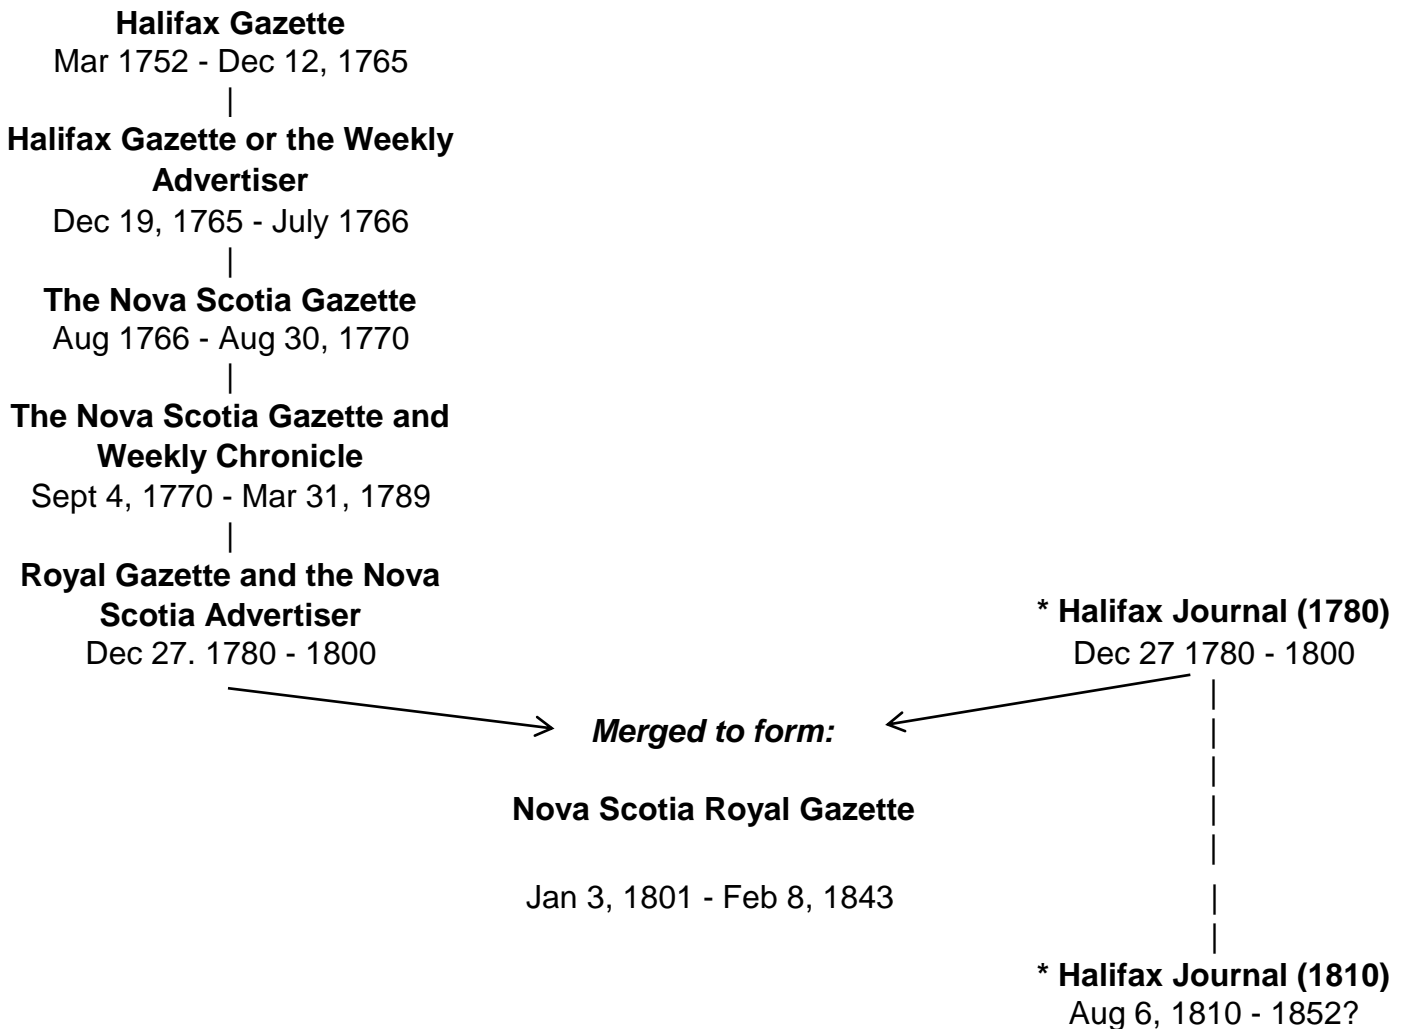 Halifax Gazette
Mar 1752 - Dec 12, 1765
Halifax Gazette or the Weekly
Advertiser
Dec 19, 1765 - July 1766
The Nova Scotia Gazette
Aug 1766 - Aug 30, 1770
The Nova Scotia Gazette and
Weekly Chronicle
Sept 4, 1770 - Mar 31, 1789
Royal Gazette and the Nova
Scotia Advertiser
Dec 27. 1780 - 1800
* Halifax Journal (1780)
Dec 27 1780 - 1800
Merged to form:
Nova Scotia Royal Gazette
Jan 3, 1801 - Feb 8, 1843
* Halifax Journal (1810)
Aug 6, 1810 - 1852?